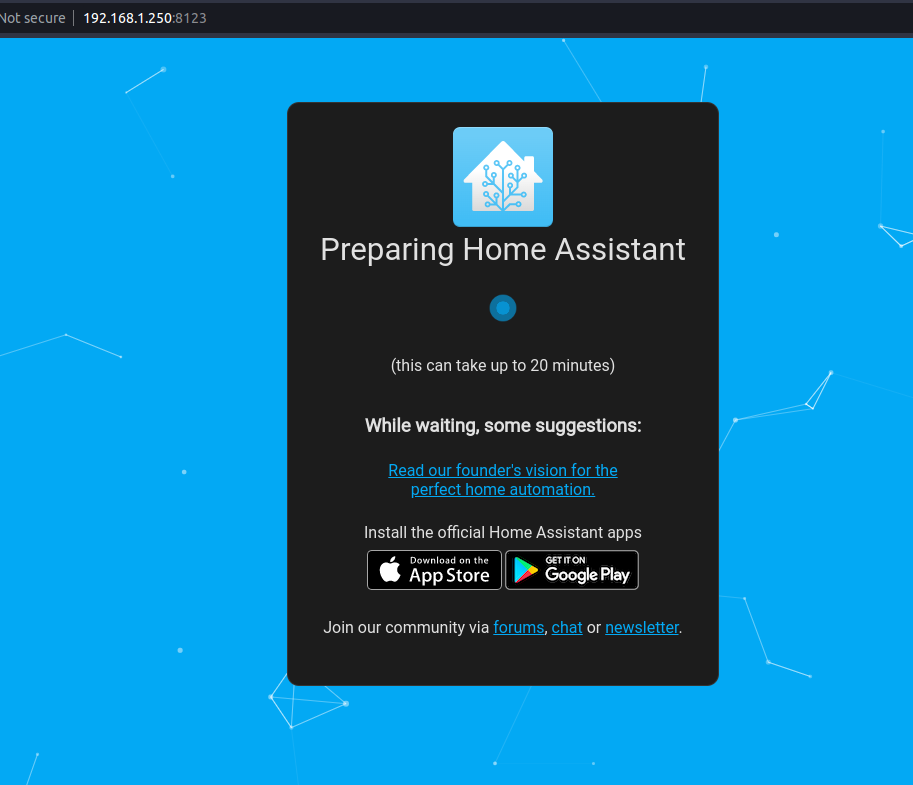 Not secure | 192.168.1.250:8123
Preparing Home Assistant
(this can take up to 20 minutes)
While waiting, some suggestions:
Read our founder's vision for the
perfect home automation.
Install the official Home Assistant apps
Download on the
App Store
GET IT ON
Google Play
Join our community via forums, chat or newsletter.